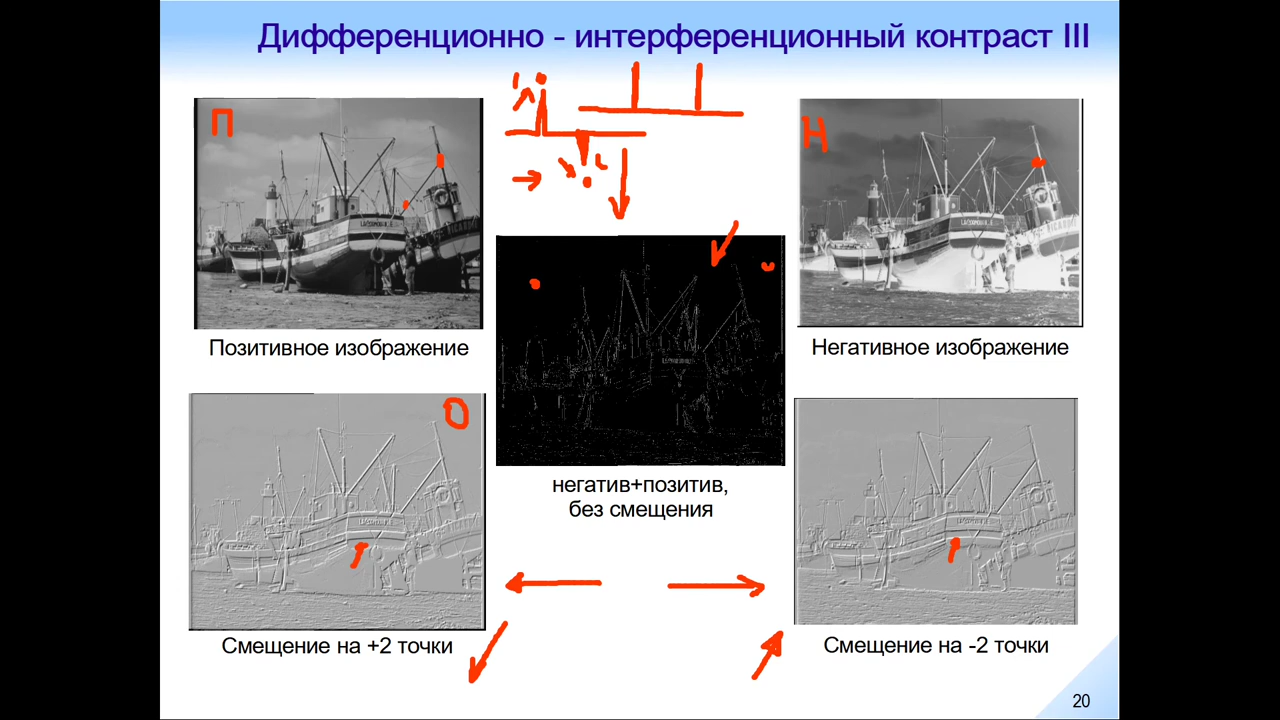 Дифференционно - интерференционный контраст III
П
Н
Позитивное изображение
Негативное изображение
О
негатив+позитив,
без смещения
Смещение на +2 точки
Смещение на -2 точки
20